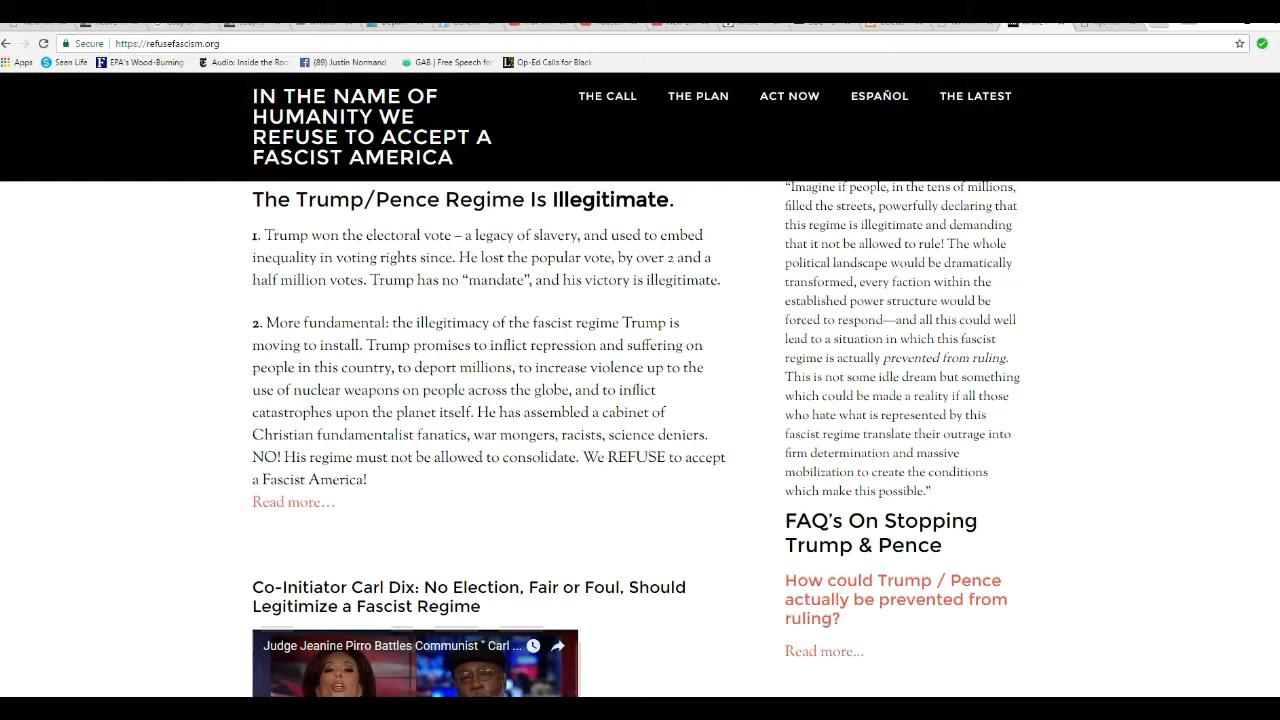 Secure
https://refusefascism.org
Apps
Seen Life
EPA's Wood-Burning
Audio: Inside the Roo
(89) Justin Normand
GAB | Free Speech fo
Op-Ed Calls for Black
IN THE NAME OF
HUMANITY WE
REFUSE TO ACCEPT A
FASCIST AMERICA
THE CALL
THE PLAN
ACT NOW
ESPAÑOL
THE LATEST
The Trump/Pence Regime Is Illegitimate.
1. Trump won the electoral vote – a legacy of slavery, and used to embed
inequality in voting rights since. He lost the popular vote, by over 2 and a
half million votes. Trump has no “mandate”, and his victory is illegitimate.
2. More fundamental: the illegitimacy of the fascist regime Trump is
moving to install. Trump promises to inflict repression and suffering on
people in this country, to deport millions, to increase violence up to the
use of nuclear weapons on people across the globe, and to inflict
catastrophes upon the planet itself. He has assembled a cabinet of
Christian fundamentalist fanatics, war mongers, racists, science deniers.
NO! His regime must not be allowed to consolidate. We REFUSE to accept
a Fascist America!
Read more…
Co-Initiator Carl Dix: No Election, Fair or Foul, Should
Legitimize a Fascist Regime
Judge Jeanine Pirro Battles Communist " Carl ...
“Imagine if people, in the tens of millions,
filled the streets, powerfully declaring that
this regime is illegitimate and demanding
that it not be allowed to rule! The whole
political landscape would be dramatically
transformed, every faction within the
established power structure would be
forced to respond—and all this could well
lead to a situation in which this fascist
regime is actually prevented from ruling.
This is not some idle dream but something
which could be made a reality if all those
who hate what is represented by this
fascist regime translate their outrage into
firm determination and massive
mobilization to create the conditions
which make this possible.”
FAQ’s On Stopping
Trump & Pence
How could Trump / Pence
actually be prevented from
ruling?
Read more...